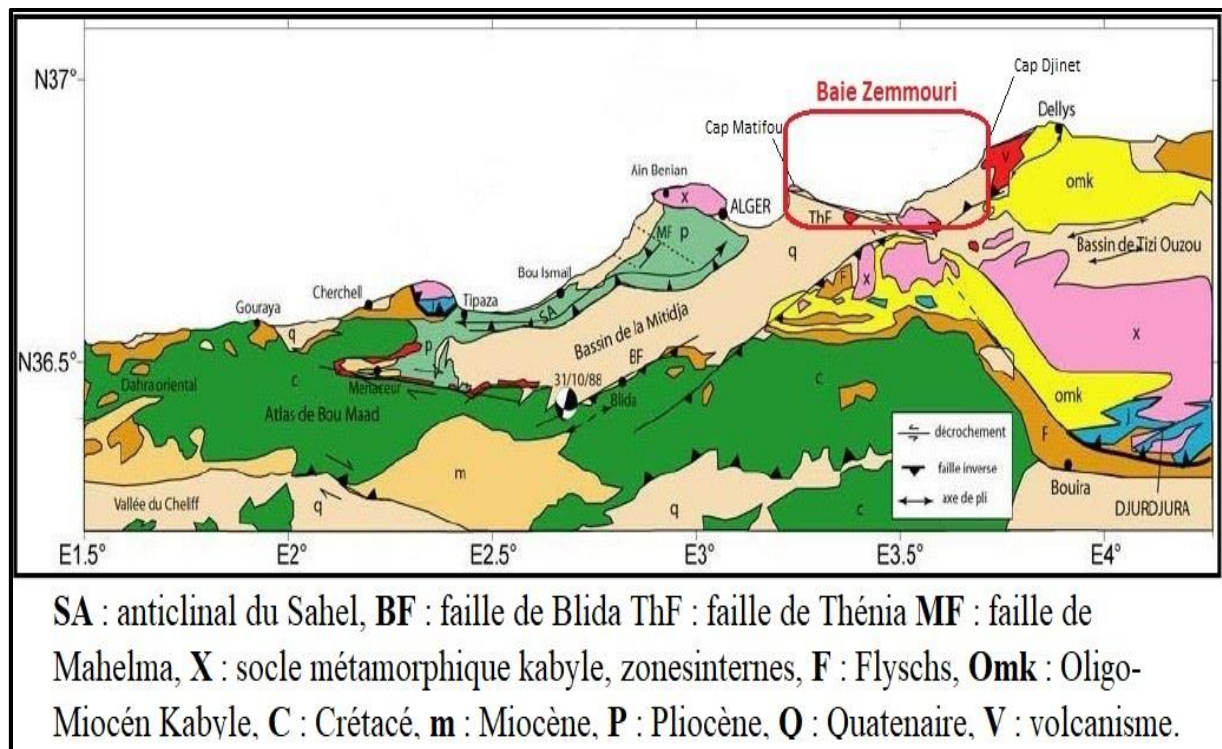 N37°
Baie Zemmouri
Cap Djinet
Cap Matifou
Dellys
V
Ain Benian
X
ALGER
omk
ThF
MF
p
q
Bassin de Tizi Ouzou
Bou Ismail
F
x
Cherchell
Gouraya
Tipaza
J
SA
Bassin de la Mitidja
x
q
p
N36.5°
BF
Dahra oriental
c
Menaceur
31/10/88
Blida
c
omk
Atlas de Bou Maad
J
décrochement
F
faille inverse
m
Bouira
Vallée du Cheliff
q
q
c
axe de pli
DJURDJURA
E1.5°
E2°
E2.5°
E3°
E3.5°
E4°
SA : anticlinal du Sahel, BF : faille de Blida ThF : faille de Thénia MF : faille de
Mahelma, X : socle métamorphique kabyle, zonesinternes, F : Flyschs, Omk : Oligo-
Miocén Kabyle, C : Crétacé, m : Miocène, P : Pliocène, Q : Quatenaire, V : volcanisme.